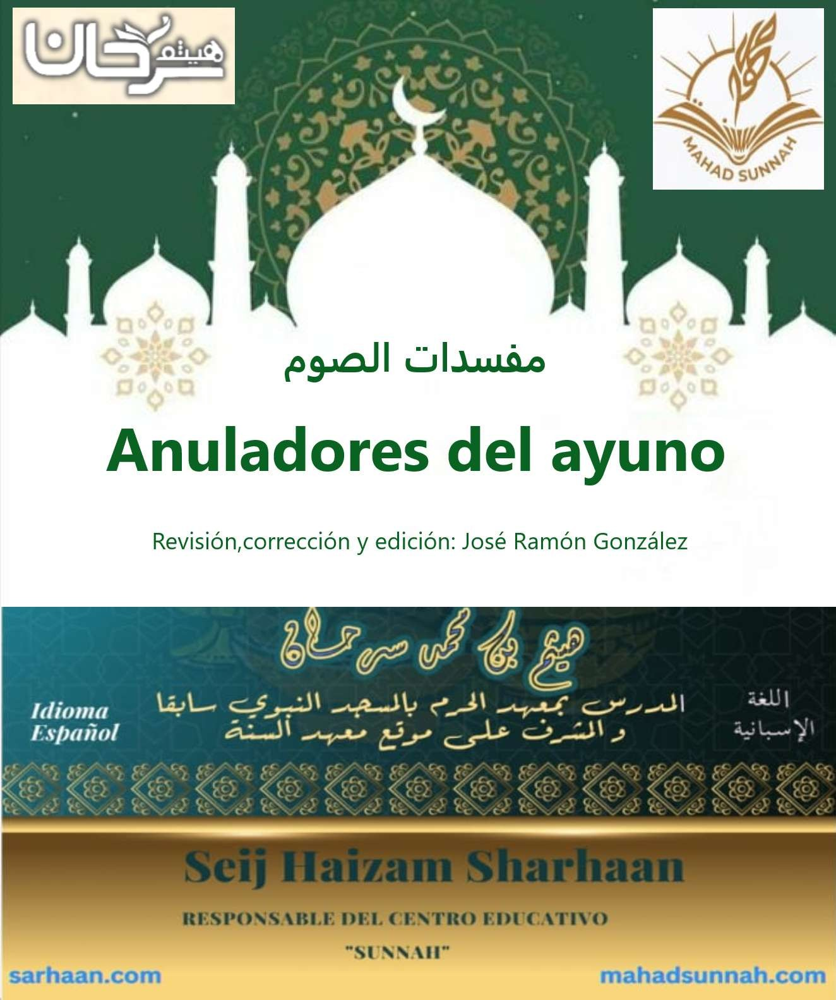 هيثم سرحان
MAHAD SUNNAH
مفسدات الصوم
Anuladores del ayuno
Revisión,corrección y edición: José Ramón González
هيثم بن محمد سرحان
المدرس بمعهد الحرم بالمسجد النبوي سابقا
و المشرف على موقع معهد السنة
Idioma
Español
اللغة
الإسبانية
Seij Haizam Sharhaan
RESPONSABLE DEL CENTRO EDUCATIVO
"SUNNAH"
sarhaan.com
mahadsunnah.com